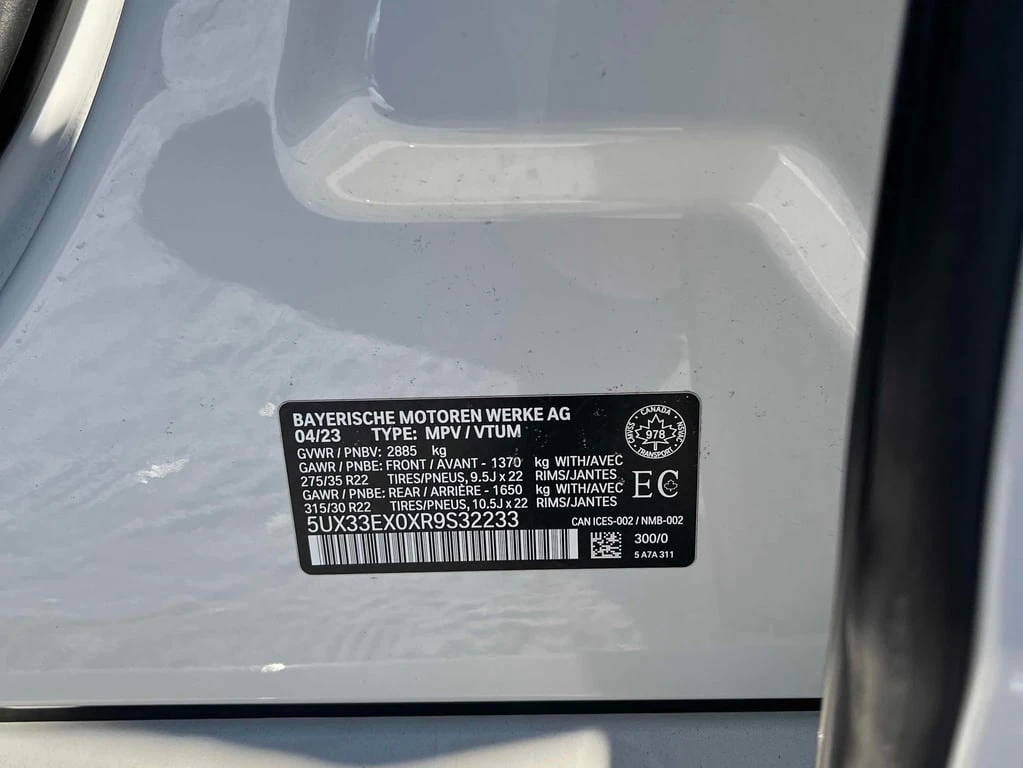 BAYERISCHE MOTOREN WERKE AG
04/23 TYPE: MPV / VTUM
GVWR / PNBV: 2885 kg
GAWR / PNBE: FRONT / AVANT - 1370 kg WITH/AVEC
275/35 R22 TIRES/PNEUS, 9.5J x 22 RIMS/JANTES
GAWR / PNBE: REAR / ARRIÈRE - 1650 kg WITH/AVEC
315/30 R22 TIRES/PNEUS, 10.5J x 22 RIMS/JANTES
5UX33EX0XR9S32233
CANADA
978
TRANSPORT
EC
CAN ICES-002 / NMB-002
300/0
5 A7A 311